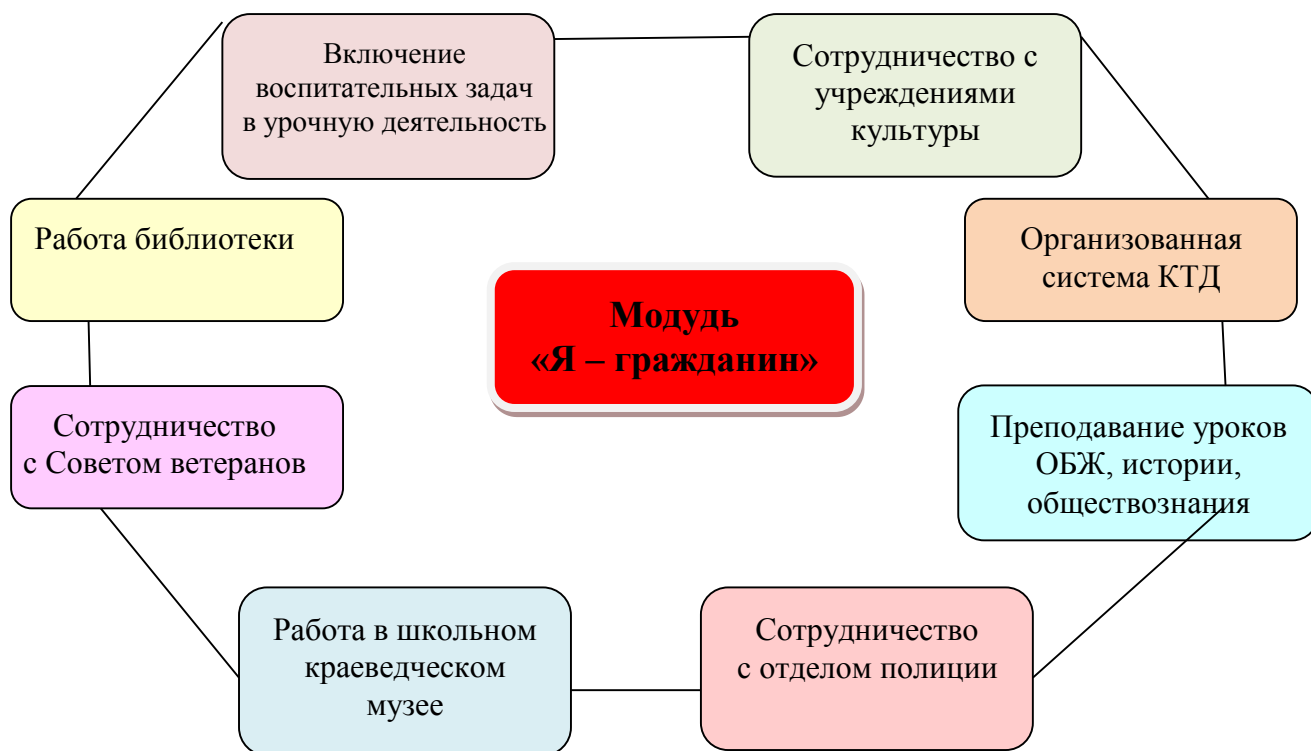 Включение
воспитательных задач
в урочную деятельность
Сотрудничество с
учреждениями
культуры
Работа библиотеки
Организованная
система КТД
Модудь
«Я – гражданин»
Сотрудничество
с Советом ветеранов
Преподавание уроков
ОБЖ, истории,
обществознания
Работа в школьном
краеведческом
музее
Сотрудничество
с отделом полиции